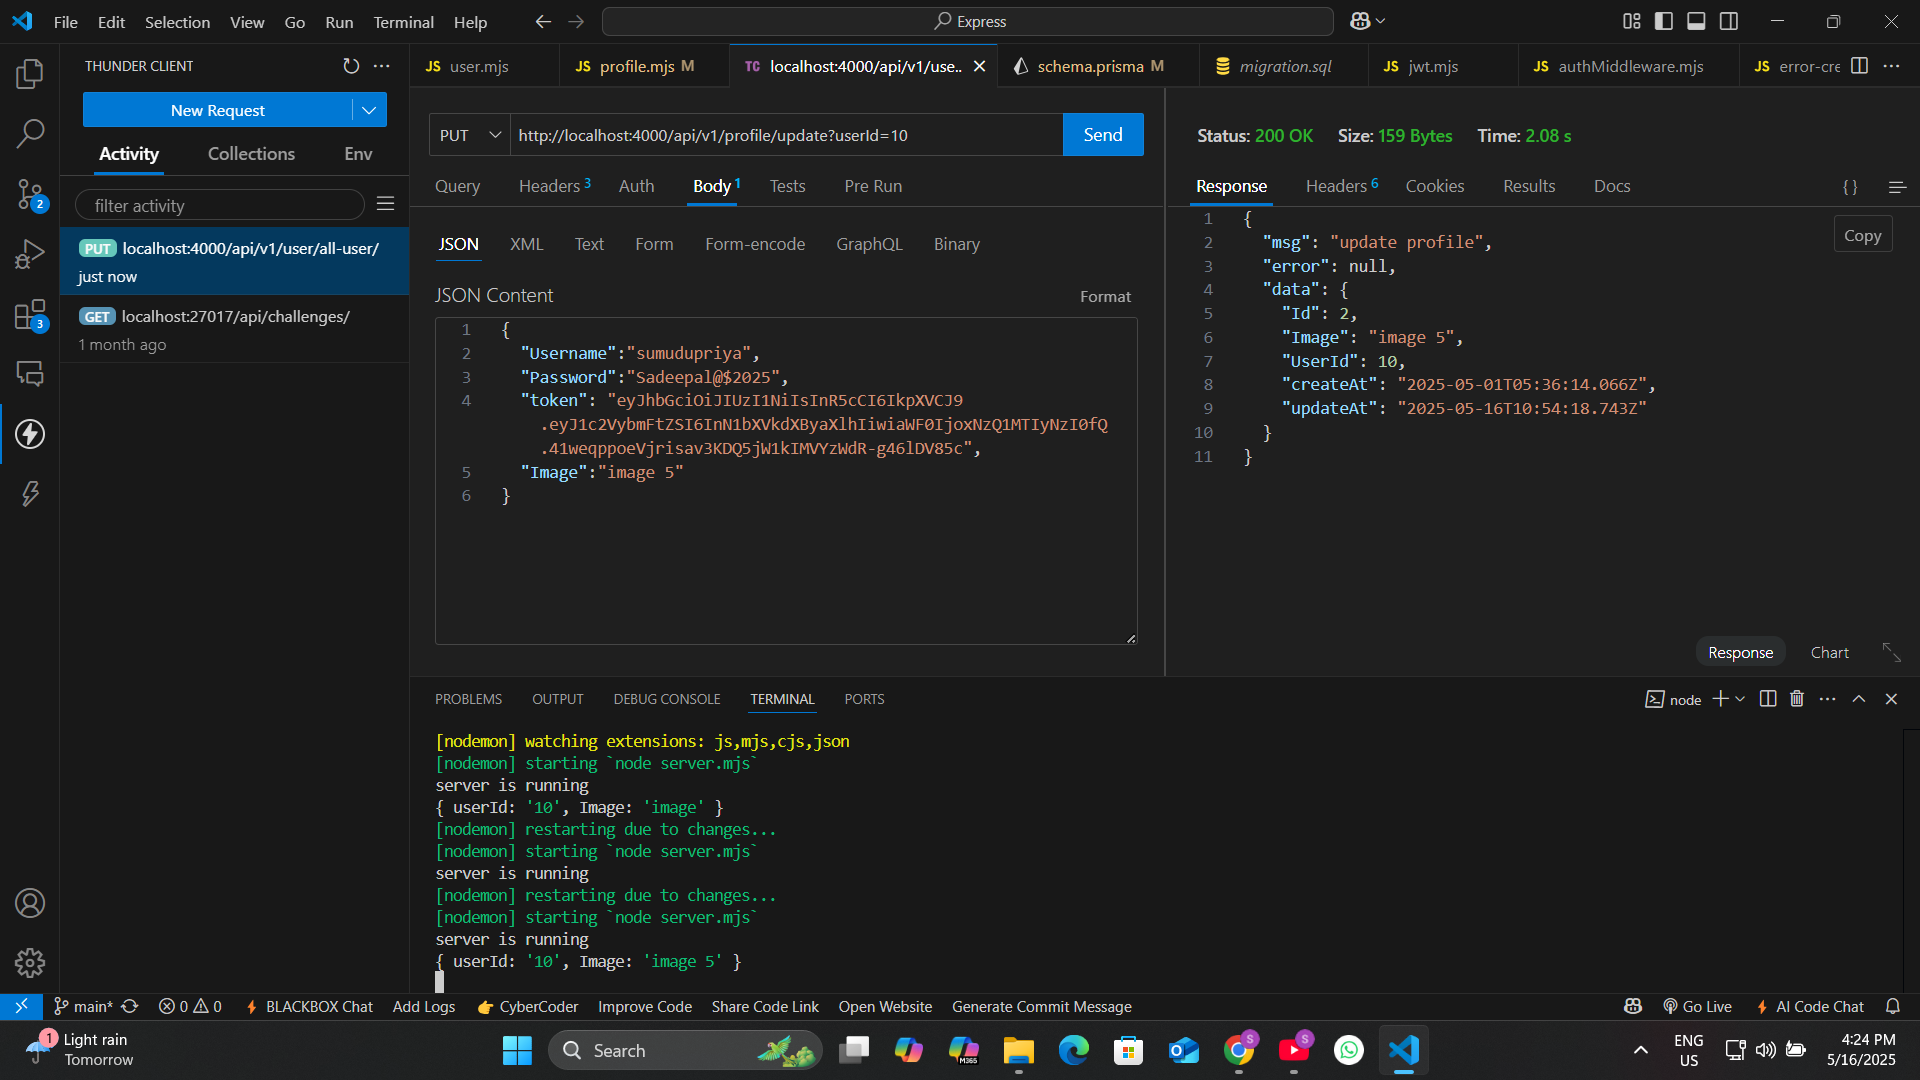 File Edit Selection View Go Run Terminal Help
Express
THUNDER CLIENT
New Request
Activity Collections Env
filter activity
PUT localhost:4000/api/v1/user/all-user/
just now
GET localhost:27017/api/challenges/
1 month ago
2
3
JS user.mjs
JS profile.mjs M
TC localhost:4000/api/v1/use..
schema.prisma M
migration.sql
JS jwt.mjs
JS authMiddleware.mjs
JS error-cre
PUT http://localhost:4000/api/v1/profile/update?userId=10 Send
Query Headers 3 Auth Body 1 Tests Pre Run
JSON XML Text Form Form-encode GraphQL Binary
JSON Content Format
1 {
2 "Username":"sumudupriya",
3 "Password":"Sadeepal@$2025",
4 "token": "eyJhbGciOiJIUzI1NiIsInR5cCI6IkpXVCJ9
.eyJ1c2VybmFtZSI6InN1bXVkdXByaXlhIiwiaWF0IjoxNzQ1MTIyNzI0fQ
.41weqppoeVjrisav3KDQ5jW1kIMVYzWdR-g46lDV85c",
5 "Image":"image 5"
6 }
Status: 200 OK Size: 159 Bytes Time: 2.08 s
Response Headers 6 Cookies Results Docs { }
Copy
1 {
2 "msg": "update profile",
3 "error": null,
4 "data": {
5 "Id": 2,
6 "Image": "image 5",
7 "UserId": 10,
8 "createAt": "2025-05-01T05:36:14.066Z",
9 "updateAt": "2025-05-16T10:54:18.743Z"
10 }
11 }
Response Chart
PROBLEMS OUTPUT DEBUG CONSOLE TERMINAL PORTS
node
[nodemon] watching extensions: js,mjs,cjs,json
[nodemon] starting `node server.mjs`
server is running
{ userId: '10', Image: 'image' }
[nodemon] restarting due to changes...
[nodemon] starting `node server.mjs`
server is running
[nodemon] restarting due to changes...
[nodemon] starting `node server.mjs`
server is running
{ userId: '10', Image: 'image 5' }
main* 0 0 BLACKBOX Chat Add Logs CyberCoder Improve Code Share Code Link Open Website Generate Commit Message Go Live AI Code Chat
1
Light rain
Tomorrow
Search
M365
S
S
ENG
US
4:24 PM
5/16/2025